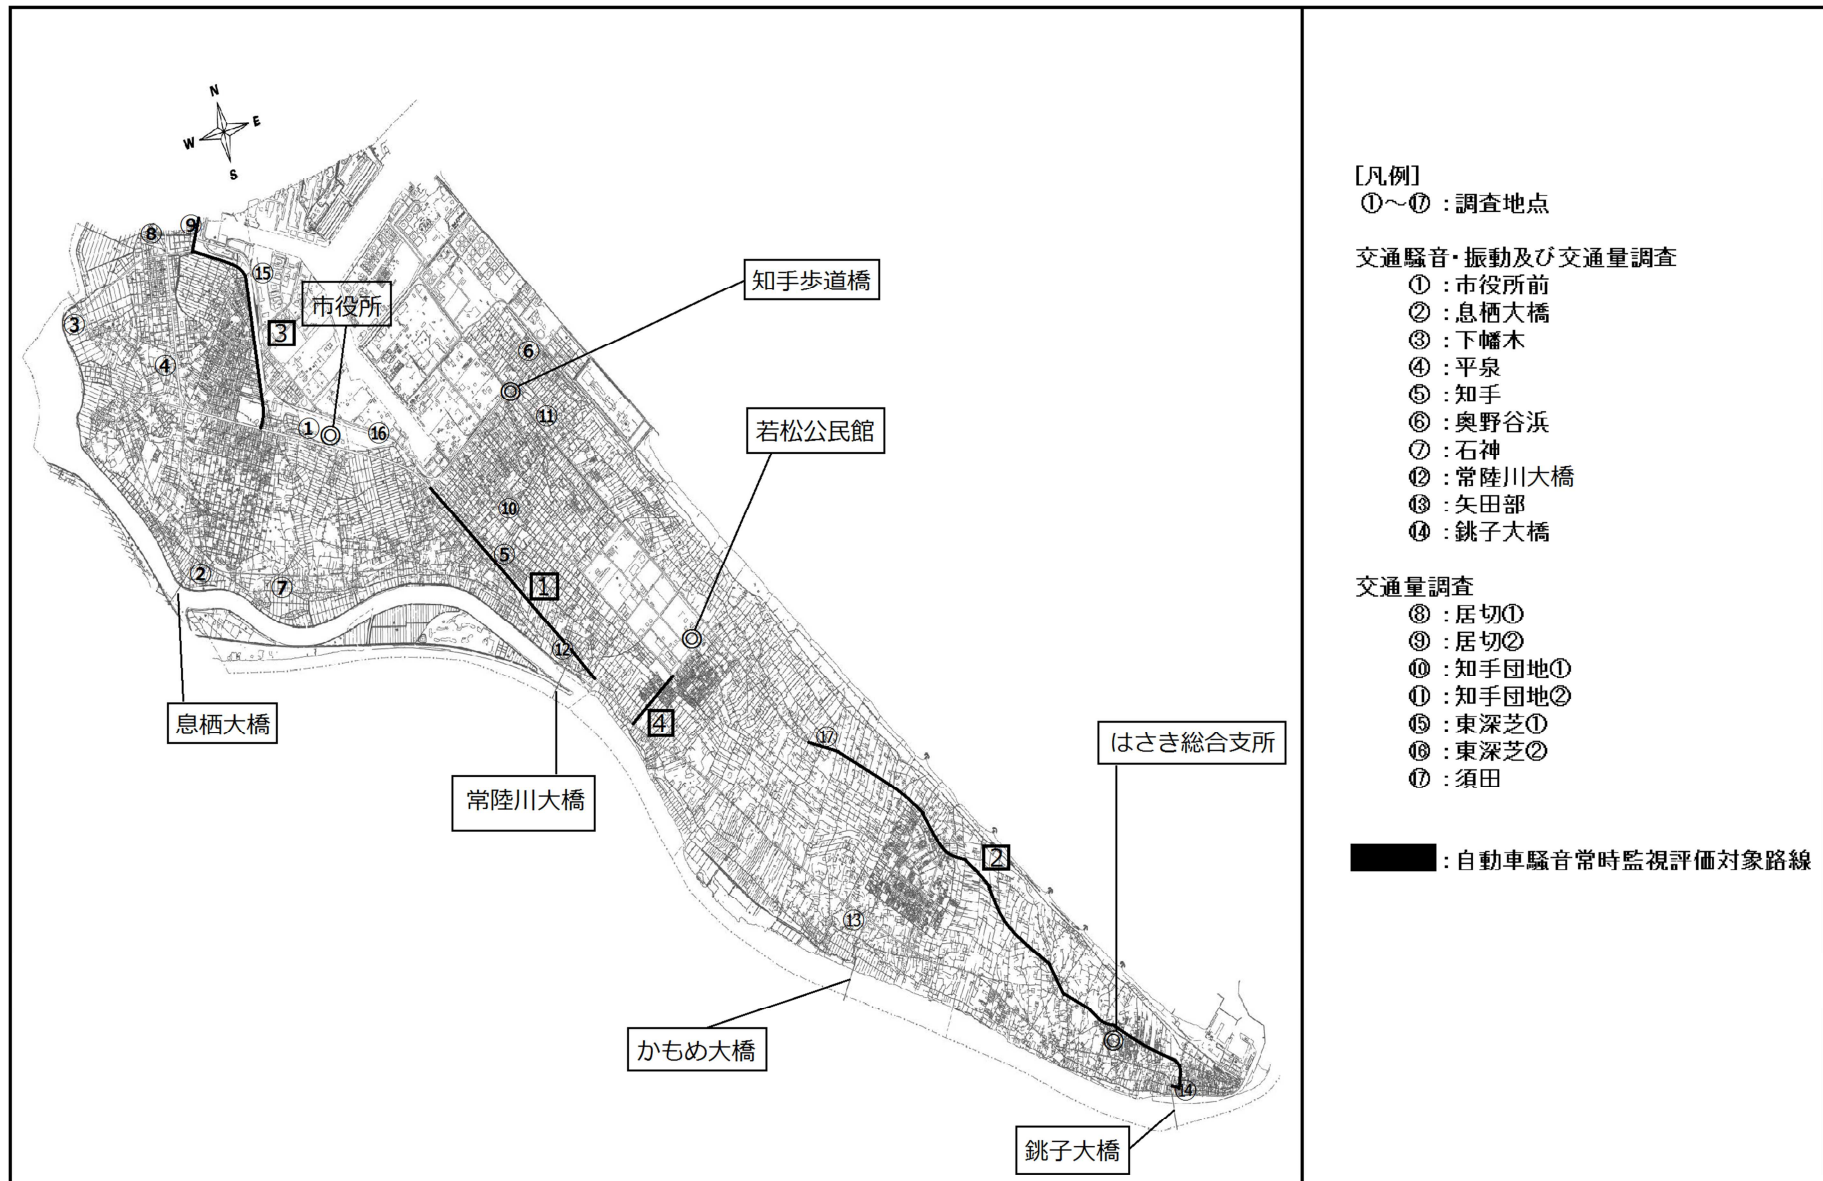 N
W
E
S
⑧
⑨
⑮
市役所
知手歩道橋
③
3
⑥
④
⑪
①
⑯
若松公民館
⑩
⑤
②
⑦
1
⑫
息栖大橋
4
⑰
はさき総合支所
常陸川大橋
2
⑬
かもめ大橋
⑭
銚子大橋
[凡例]
①～⑰：調査地点
交通騒音・振動及び交通量調査
①：市役所前
②：息栖大橋
③：下幡木
④：平泉
⑤：知手
⑥：奥野谷浜
⑦：石神
⑫：常陸川大橋
⑬：矢田部
⑭：銚子大橋
交通量調査
⑧：居切①
⑨：居切②
⑩：知手団地①
⑪：知手団地②
⑮：東深芝①
⑯：東深芝②
⑰：須田
：自動車騒音常時監視評価対象路線